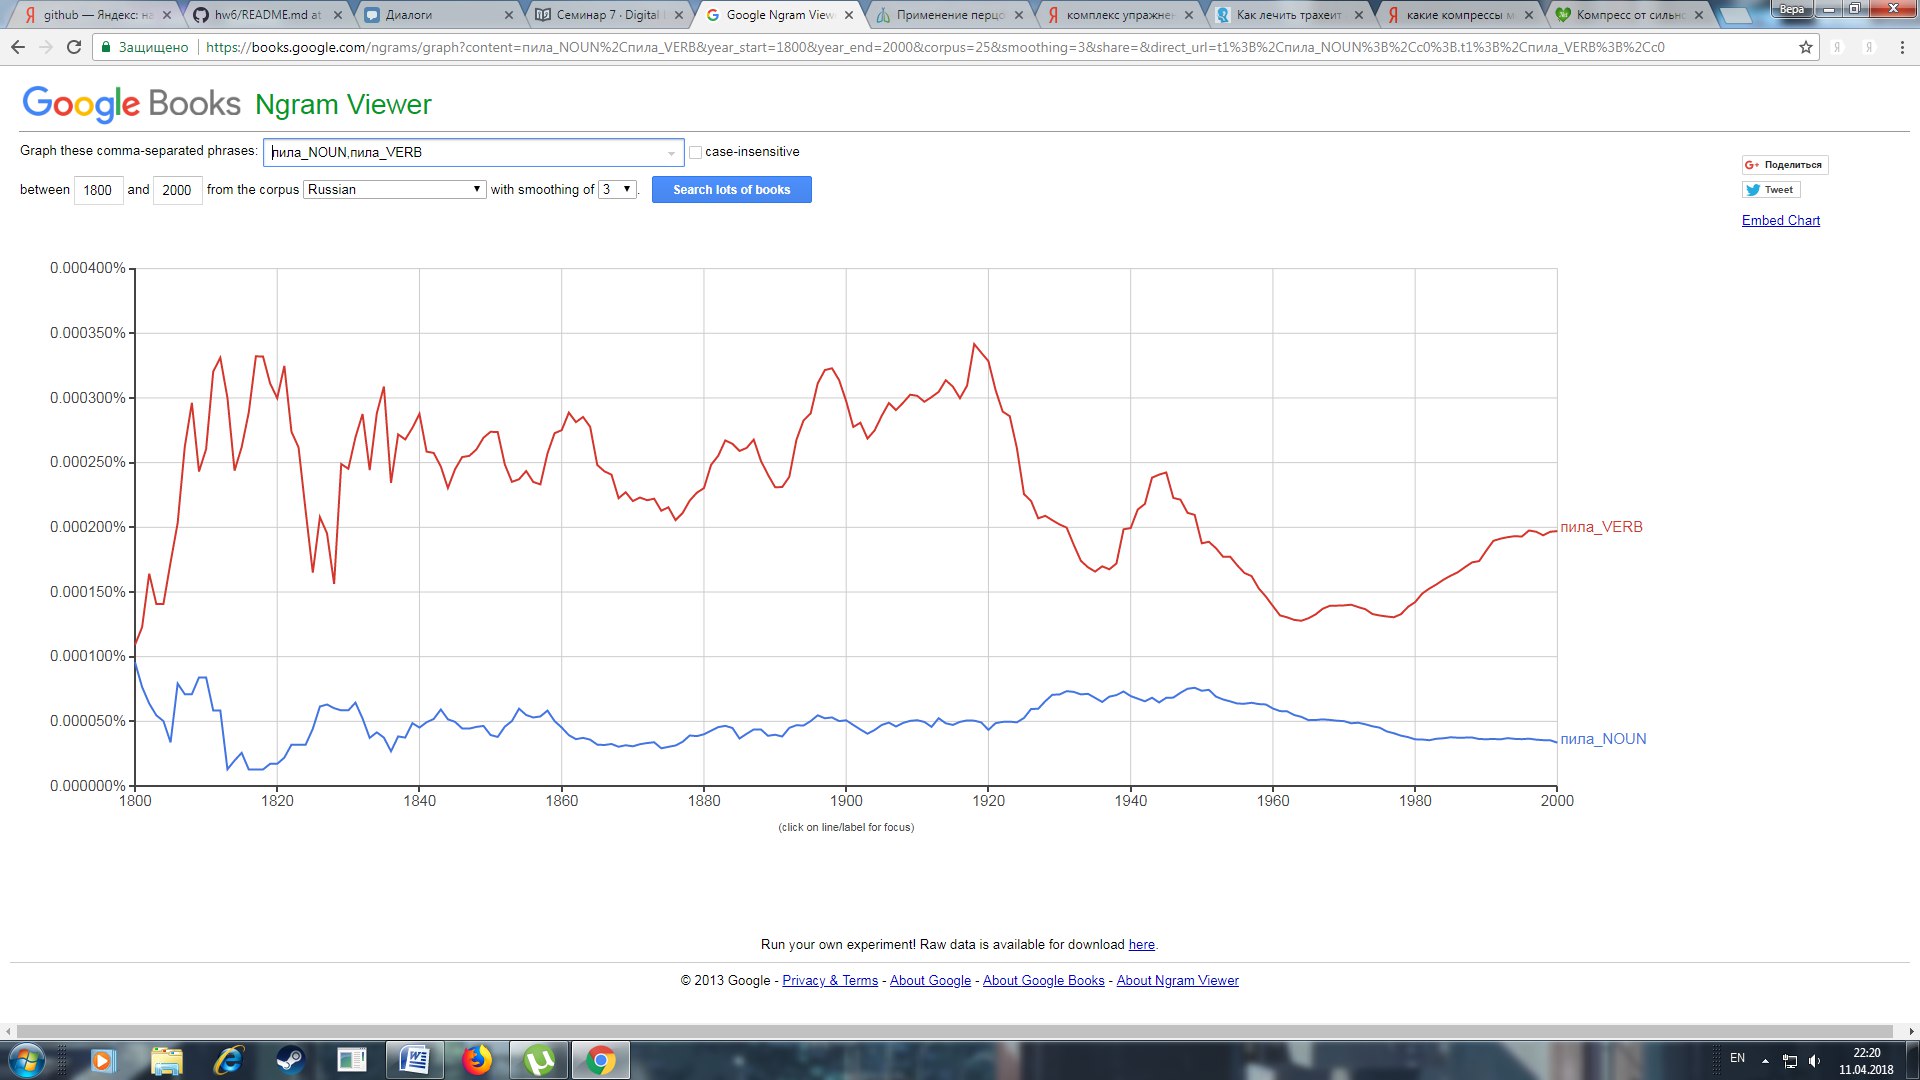 github — Яндекс: на
hw6/README.md at
Диалоги
Семинар 7 · Digital
Google Ngram View
Применение перцо
комплекс упражнен
Как лечить трахеит
какие компрессы м
Компресс от сильно
Вера
Защищено
https://books.google.com/ngrams/graph?content=пила_NOUN%2Cпила_VERB&year_start=1800&year_end=2000&corpus=25&smoothing=3&share=&direct_url=t1%3B%2Cпила_NOUN%3B%2Cc0%3B.t1%3B%2Cпила_VERB%3B%2Cc0
Google Books Ngram Viewer
Graph these comma-separated phrases: пила_NOUN,пила_VERB case-insensitive
between 1800 and 2000 from the corpus Russian with smoothing of 3 . Search lots of books
Поделиться
Tweet
Embed Chart
0.000400%
0.000350%
0.000300%
0.000250%
0.000200%
пила_VERB
0.000150%
0.000100%
0.000050%
пила_NOUN
0.000000%
1800 1820 1840 1860 1880 1900 1920 1940 1960 1980 2000
(click on line/label for focus)
Run your own experiment! Raw data is available for download here.
© 2013 Google - Privacy & Terms - About Google - About Google Books - About Ngram Viewer
EN
22:20
11.04.2018